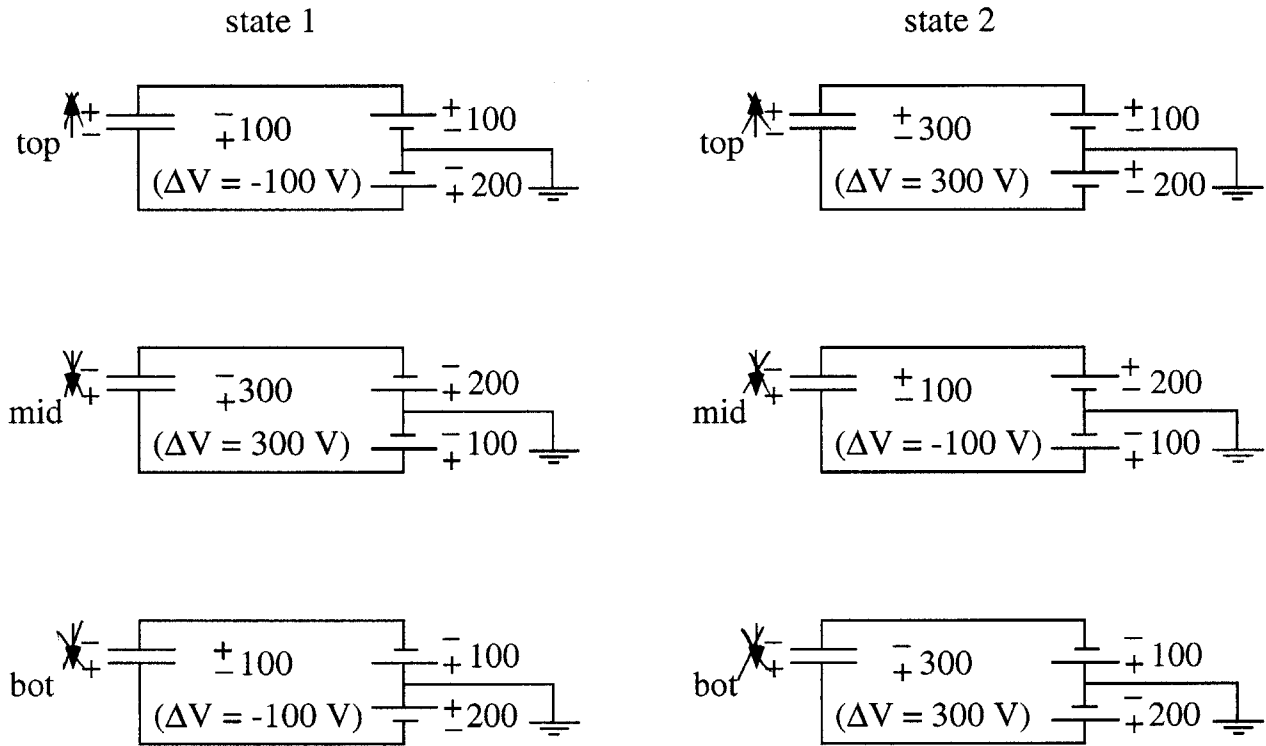 state 1 state 2
top + − − + 100 + − 100
(ΔV = -100 V) − + 200
top + − + − 300 + − 100
(ΔV = 300 V) + − 200
mid − + − + 300 − + 200
(ΔV = 300 V) − + 100
mid − + + − 100 + − 200
(ΔV = -100 V) − + 100
bot − + + − 100 − + 100
(ΔV = -100 V) + − 200
bot − + − + 300 − + 100
(ΔV = 300 V) − + 200